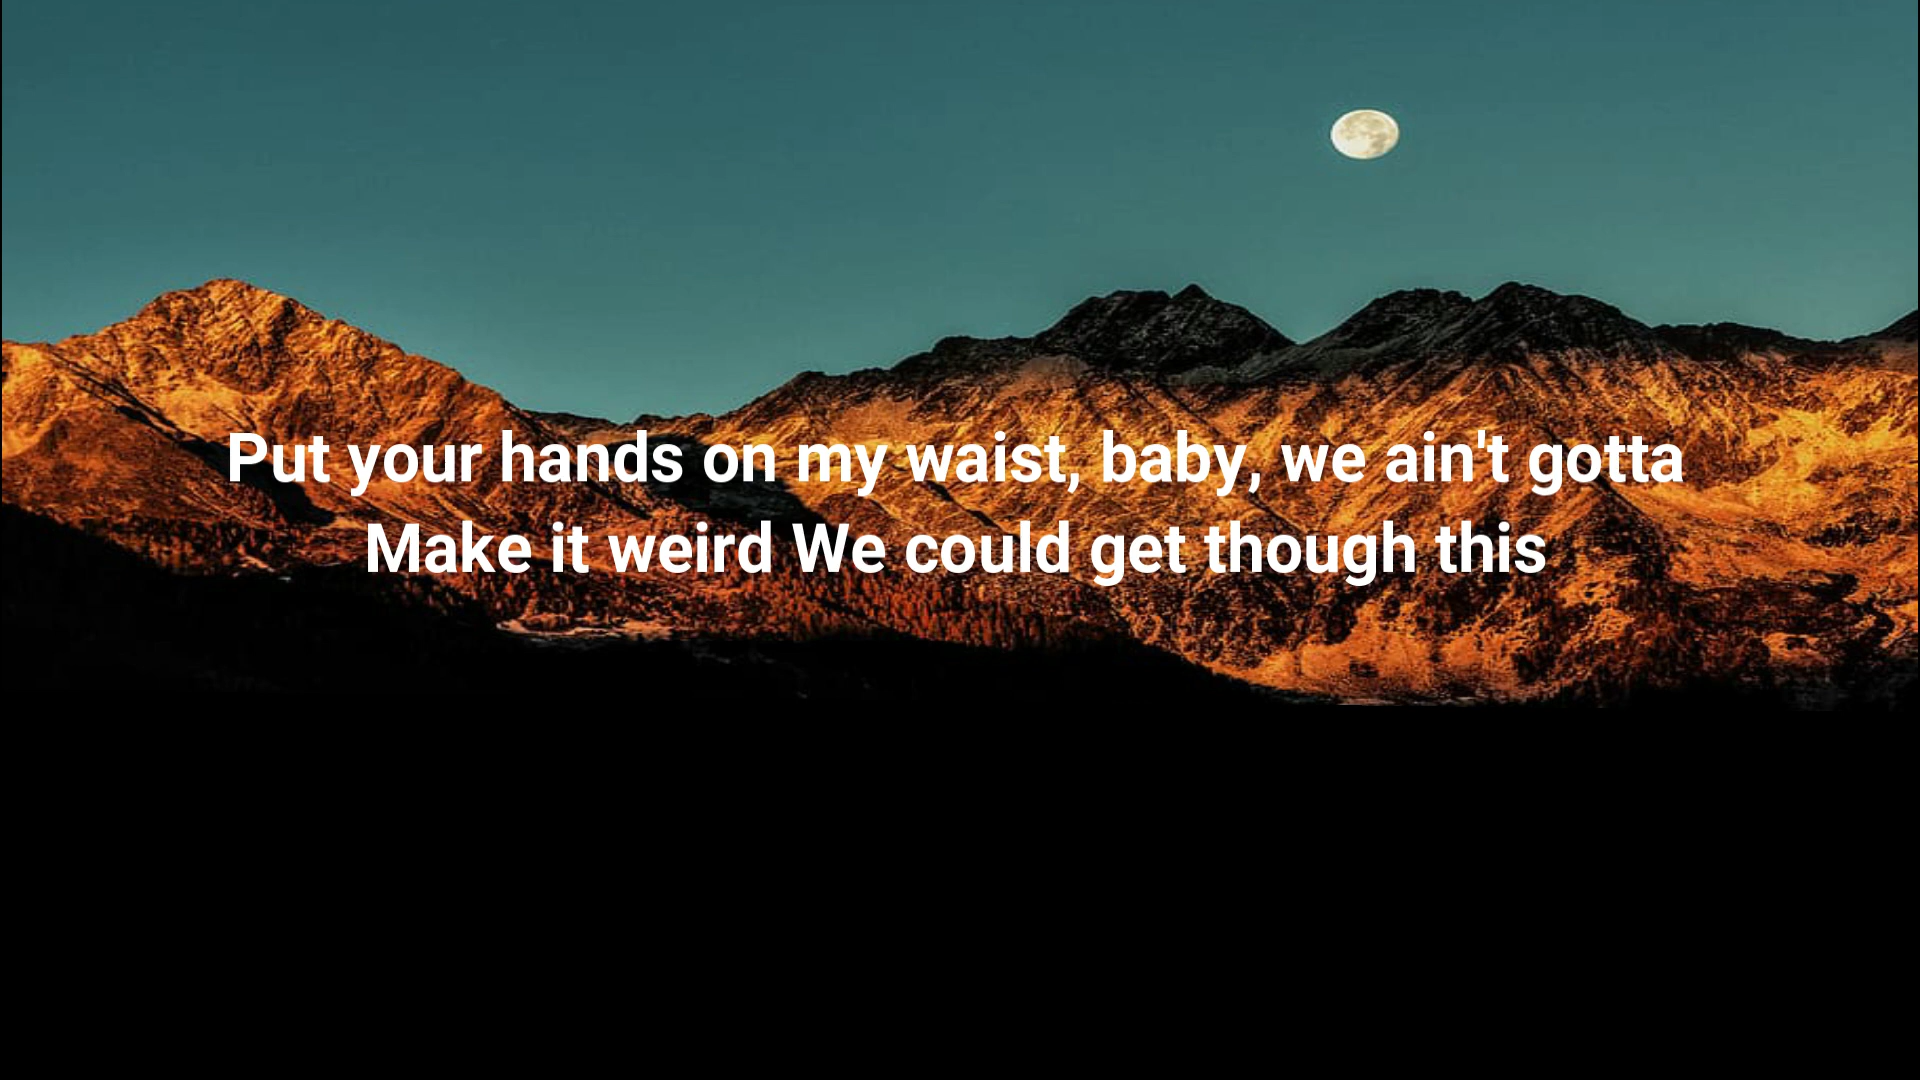 Put your hands on my waist, baby, we ain't gotta
Make it weird We could get though this